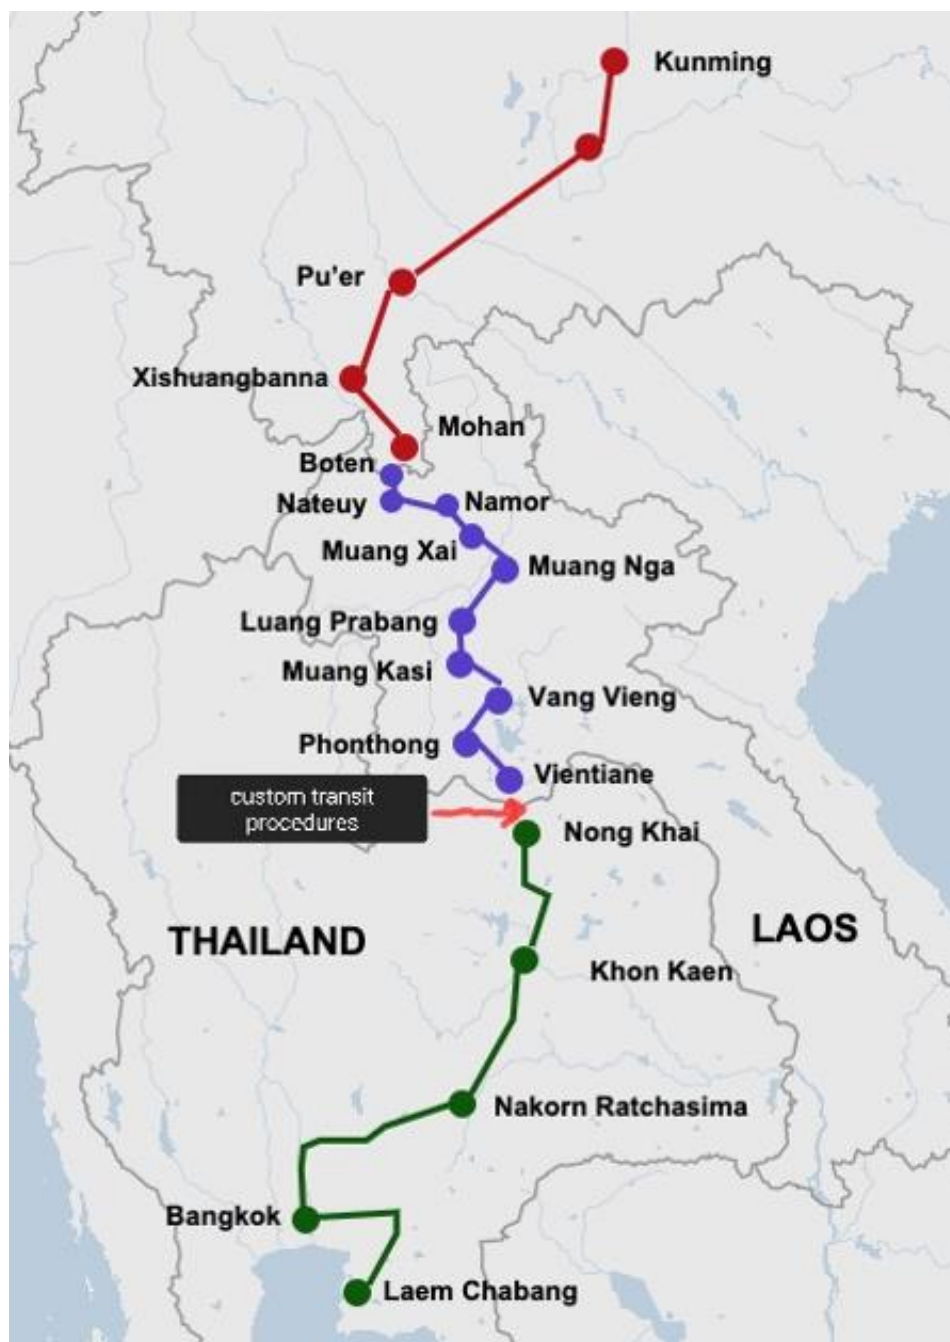 Kunming
Pu'er
Xishuangbanna
Mohan
Boten
Nateuy
Namor
Muang Xai
Muang Nga
Luang Prabang
Muang Kasi
Vang Vieng
Phonthong
Vientiane
custom transit
procedures
Nong Khai
THAILAND
LAOS
Khon Kaen
Nakorn Ratchasima
Bangkok
Laem Chabang